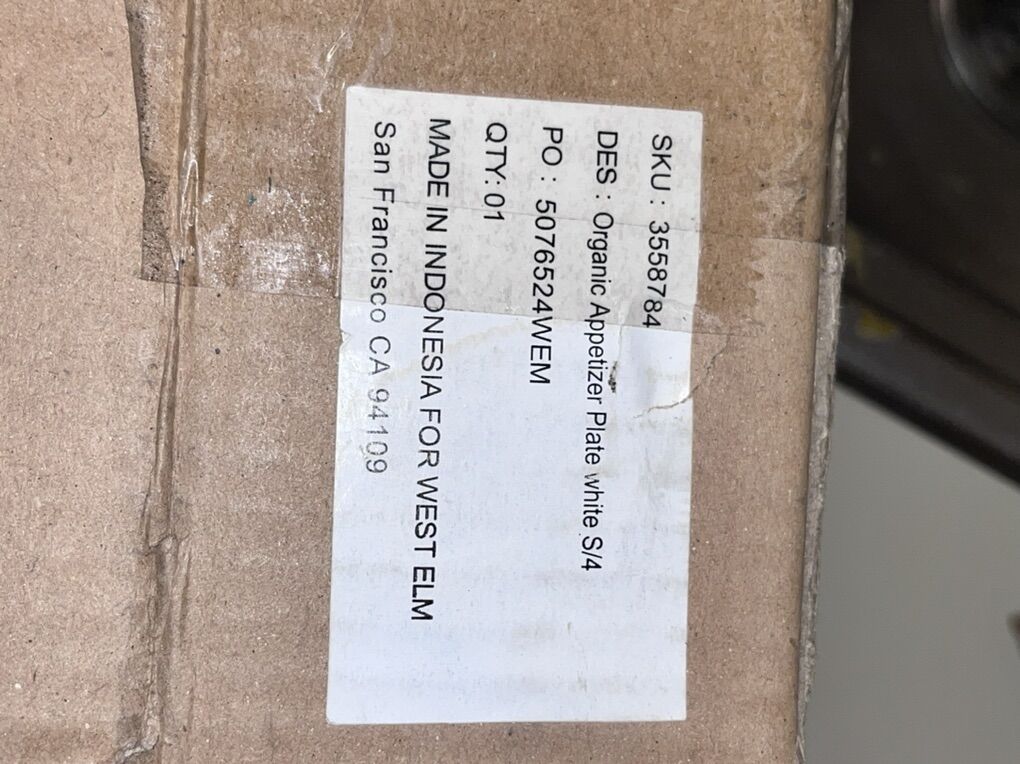 SKU : 3558784
DES : Organic Appetizer Plate white S/4
PO : 5076524WEM
QTY: 01
MADE IN INDONESIA FOR WEST ELM
San Francisco CA 94109